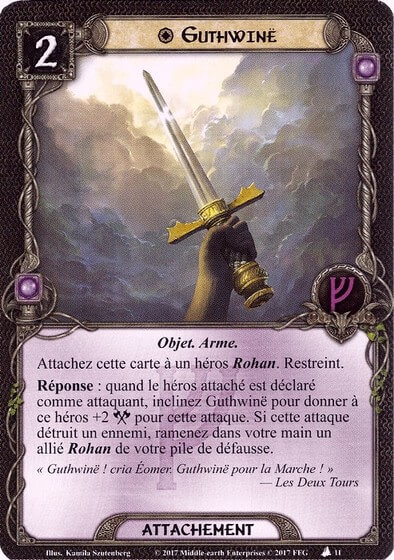 2
GUTHWINË
Objet. Arme.
Attachez cette carte à un héros Rohan. Restreint.
Réponse : quand le héros attaché est déclaré
comme attaquant, inclinez Guthwinë pour donner à
ce héros +2 pour cette attaque. Si cette attaque
détruit un ennemi, ramenez dans votre main un
allié Rohan de votre pile de défausse.
« Guthwinë ! cria Éomer. Guthwinë pour la Marche ! »
— Les Deux Tours
ATTACHEMENT
Illus. Kamila Szutenberg © 2017 Middle-earth Enterprises © 2017 FFG 11